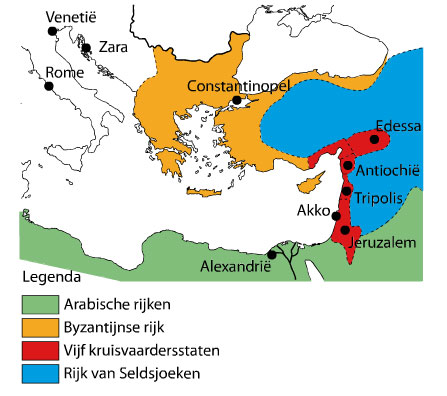 Venetië
Zara
Rome
Constantinopel
Edessa
Antiochië
Tripolis
Akko
Jeruzalem
Alexandrië
Legenda
Arabische rijken
Byzantijnse rijk
Vijf kruisvaardersstaten
Rijk van Seldsjoeken